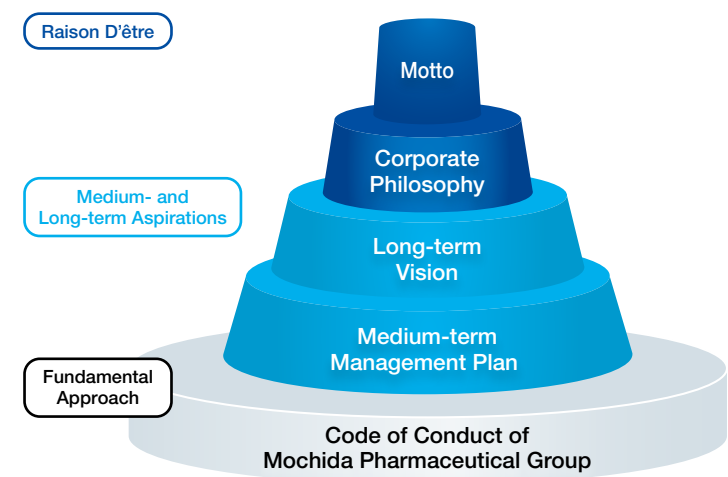 Raison D'être
Motto
Corporate
Philosophy
Medium- and
Long-term Aspirations
Long-term
Vision
Medium-term
Management Plan
Fundamental
Approach
Code of Conduct of
Mochida Pharmaceutical Group